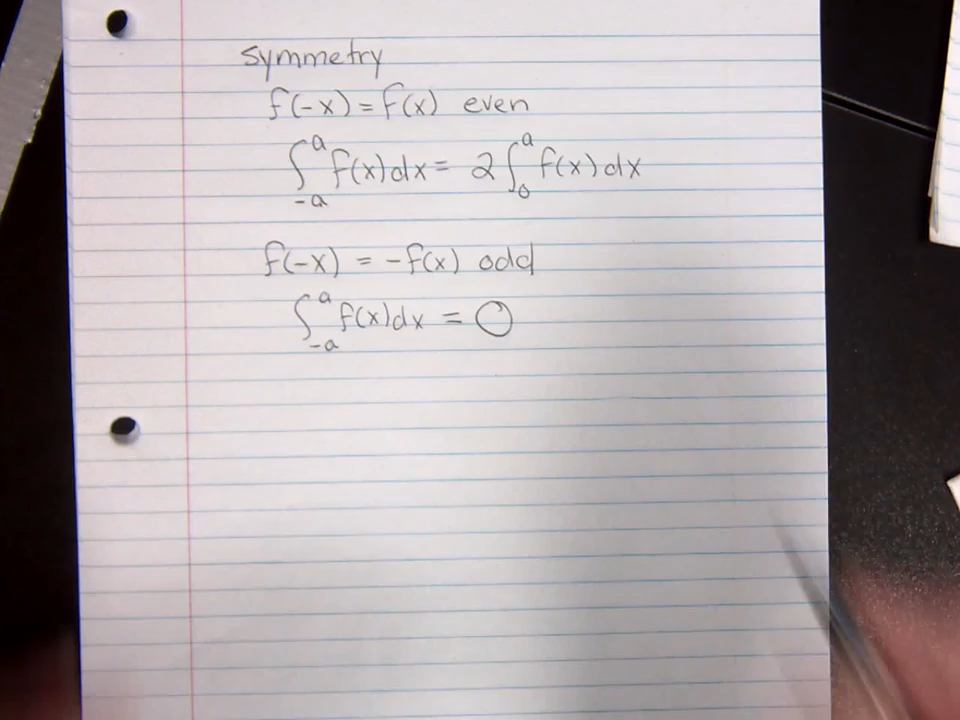 Symmetry
f(-x) = f(x) even
∫_{-a}^{a} f(x)dx = 2∫_{0}^{a} f(x)dx
f(-x) = -f(x) odd
∫_{-a}^{a} f(x)dx = 0